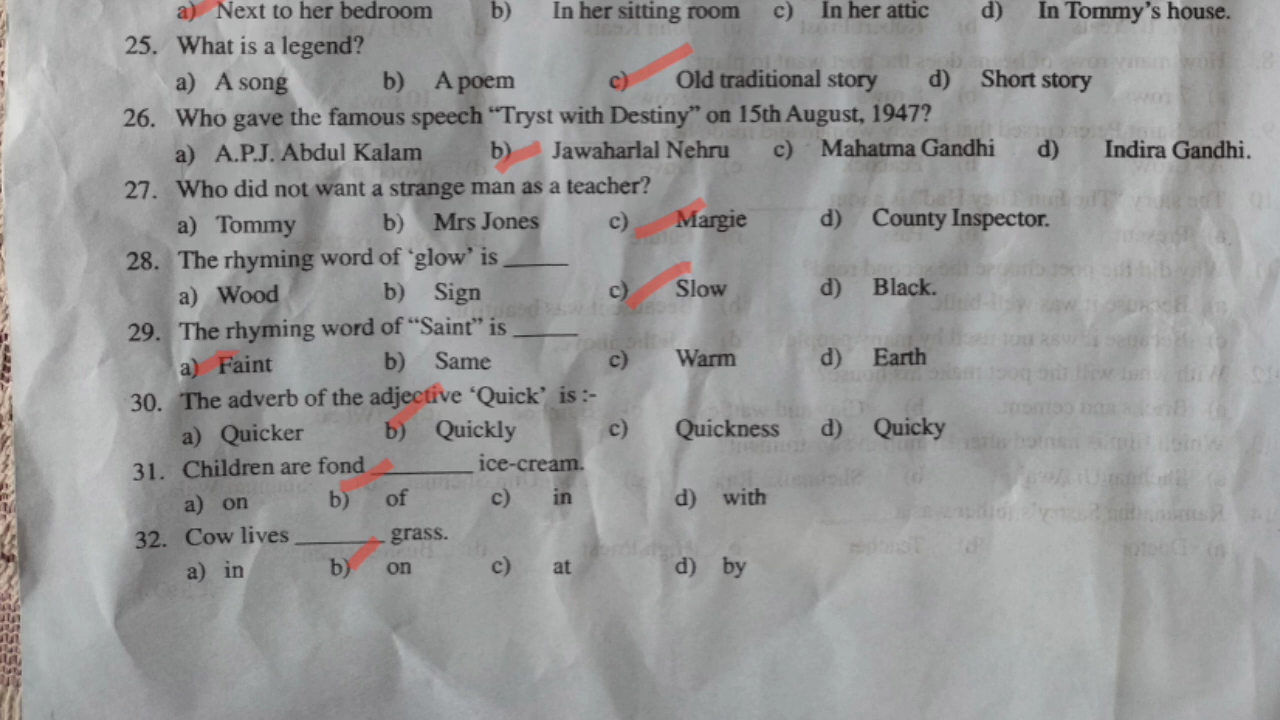 a) Next to her bedroom b) In her sitting room c) In her attic d) In Tommy's house.
25. What is a legend?
a) A song b) A poem c) Old traditional story d) Short story
26. Who gave the famous speech “Tryst with Destiny” on 15th August, 1947?
a) A.P.J. Abdul Kalam b) Jawaharlal Nehru c) Mahatma Gandhi d) Indira Gandhi.
27. Who did not want a strange man as a teacher?
a) Tommy b) Mrs Jones c) Margie d) County Inspector.
28. The rhyming word of ‘glow’ is _____
a) Wood b) Sign c) Slow d) Black.
29. The rhyming word of “Saint” is _____
a) Faint b) Same c) Warm d) Earth
30. The adverb of the adjective ‘Quick’ is :-
a) Quicker b) Quickly c) Quickness d) Quicky
31. Children are fond ________ ice-cream.
a) on b) of c) in d) with
32. Cow lives _______ grass.
a) in b) on c) at d) by